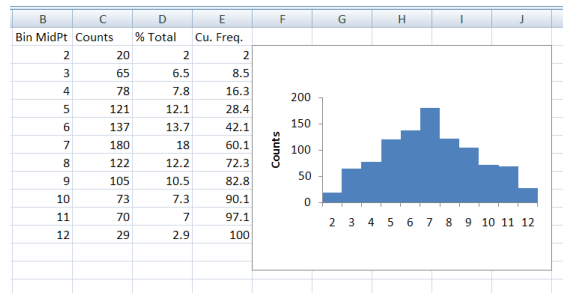 B C D E F G H I J
Bin MidPt Counts % Total Cu. Freq.
2 20 2 2
3 65 6.5 8.5
4 78 7.8 16.3
5 121 12.1 28.4
6 137 13.7 42.1
7 180 18 60.1
8 122 12.2 72.3
9 105 10.5 82.8
10 73 7.3 90.1
11 70 7 97.1
12 29 2.9 100
Counts
200
150
100
50
0
2 3 4 5 6 7 8 9 10 11 12